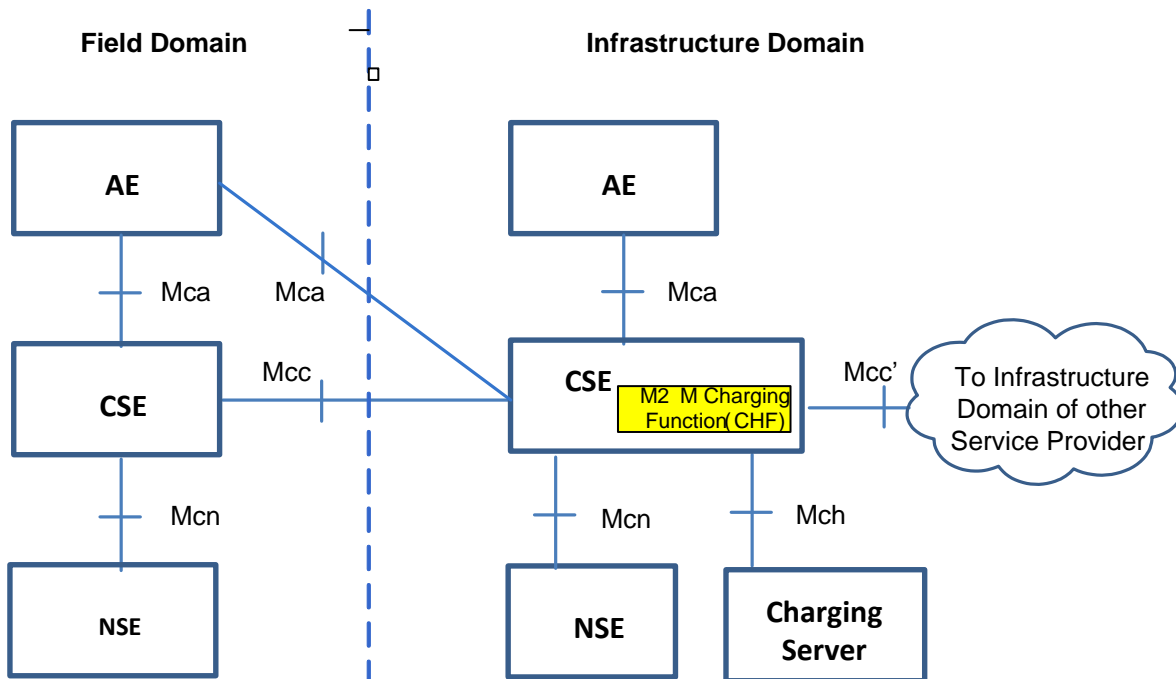 Field Domain
Infrastructure Domain
AE
AE
Mca
Mca
Mca
CSE
Mcc
CSE
M2 M Charging
Function( CHF)
Mcc’
To Infrastructure
Domain of other
Service Provider
Mcn
Mcn
Mch
NSE
NSE
Charging
Server